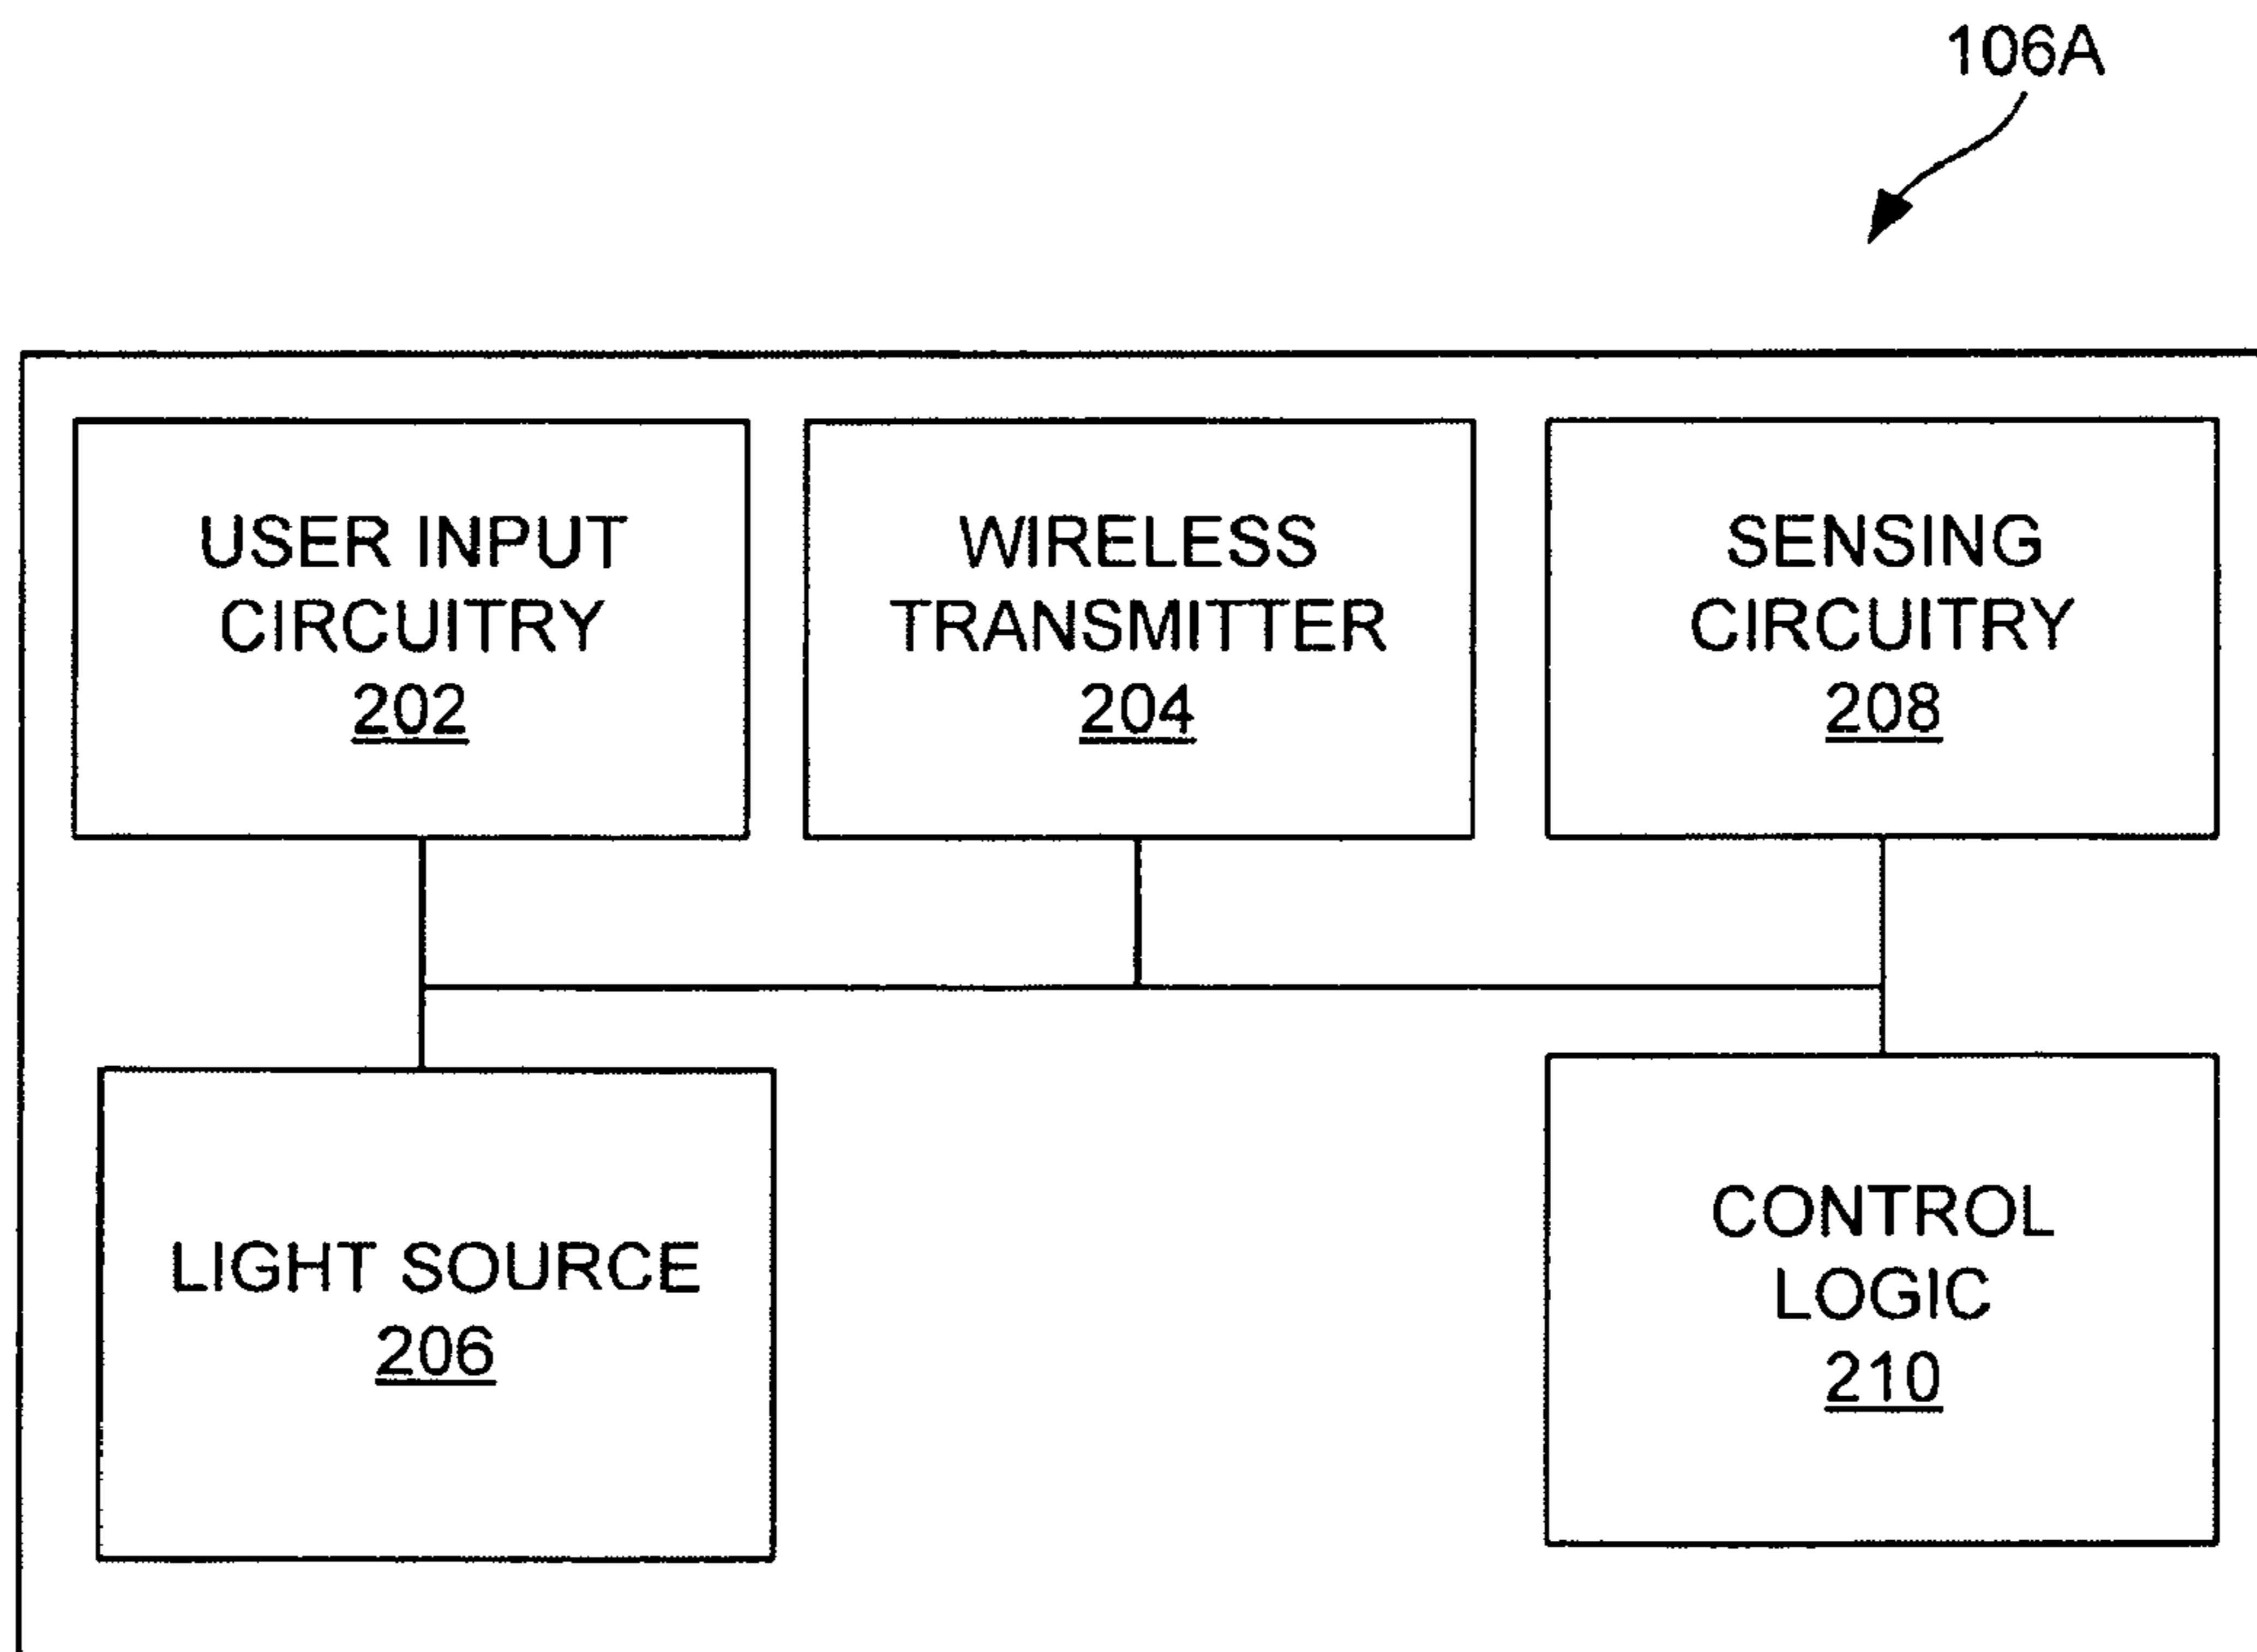 106A
USER INPUT
CIRCUITRY
202
WIRELESS
TRANSMITTER
204
SENSING
CIRCUITRY
208
LIGHT SOURCE
206
CONTROL
LOGIC
210